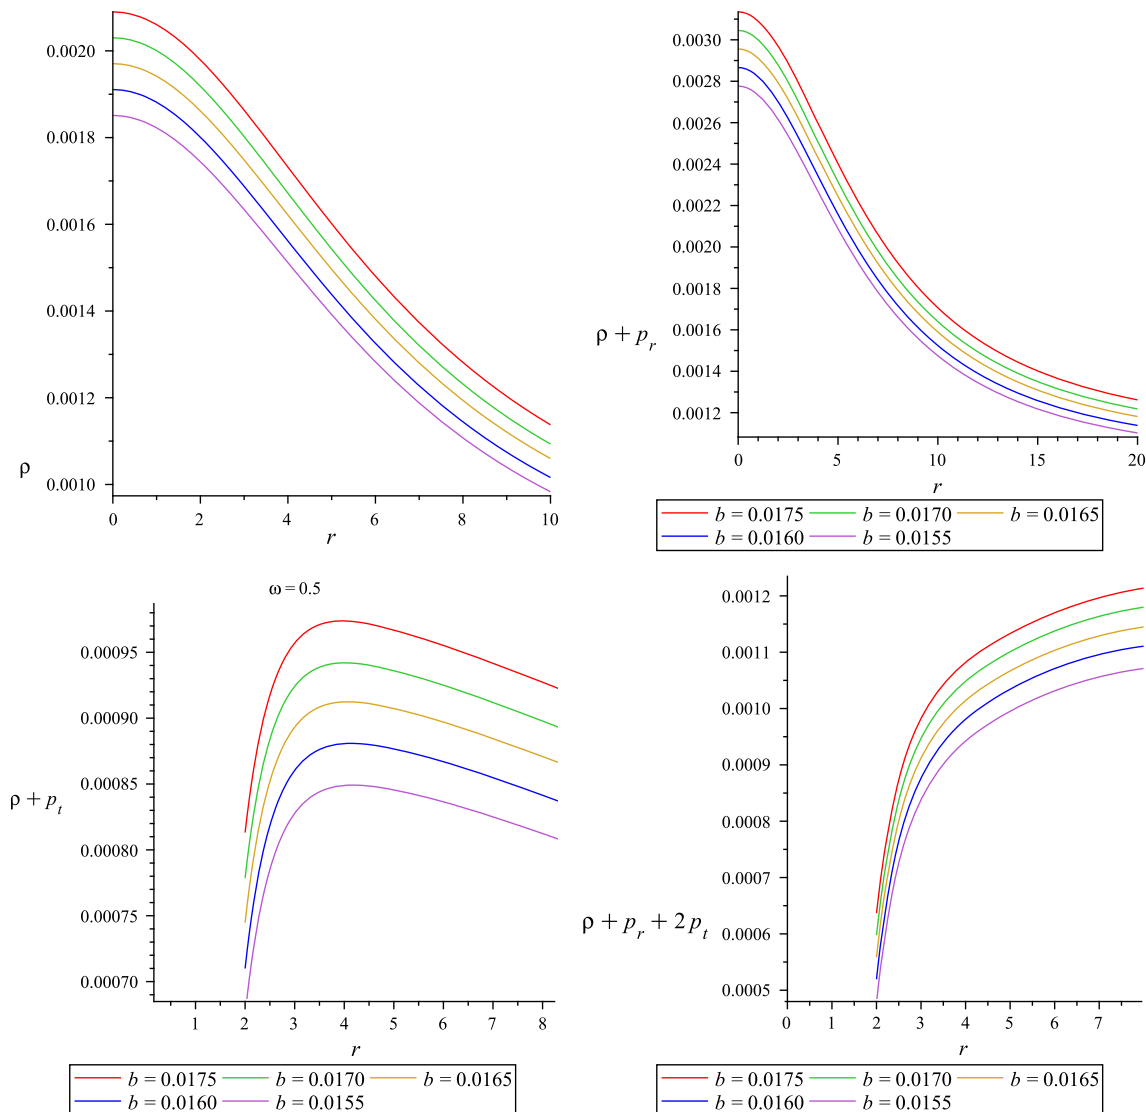 0.0020
0.0018
0.0016
0.0014
0.0012
0.0010
ρ
0 2 4 6 8 10
r
0.0030
0.0028
0.0026
0.0024
0.0022
0.0020
0.0018
0.0016
0.0014
0.0012
ρ + p_r
0 5 10 15 20
r
b = 0.0175 b = 0.0170 b = 0.0165
b = 0.0160 b = 0.0155
ω = 0.5
0.00095
0.00090
0.00085
0.00080
0.00075
0.00070
ρ + p_t
1 2 3 4 5 6 7 8
r
b = 0.0175 b = 0.0170 b = 0.0165
b = 0.0160 b = 0.0155
0.0012
0.0011
0.0010
0.0009
0.0008
0.0007
0.0006
0.0005
ρ + p_r + 2 p_t
0 1 2 3 4 5 6 7
r
b = 0.0175 b = 0.0170 b = 0.0165
b = 0.0160 b = 0.0155